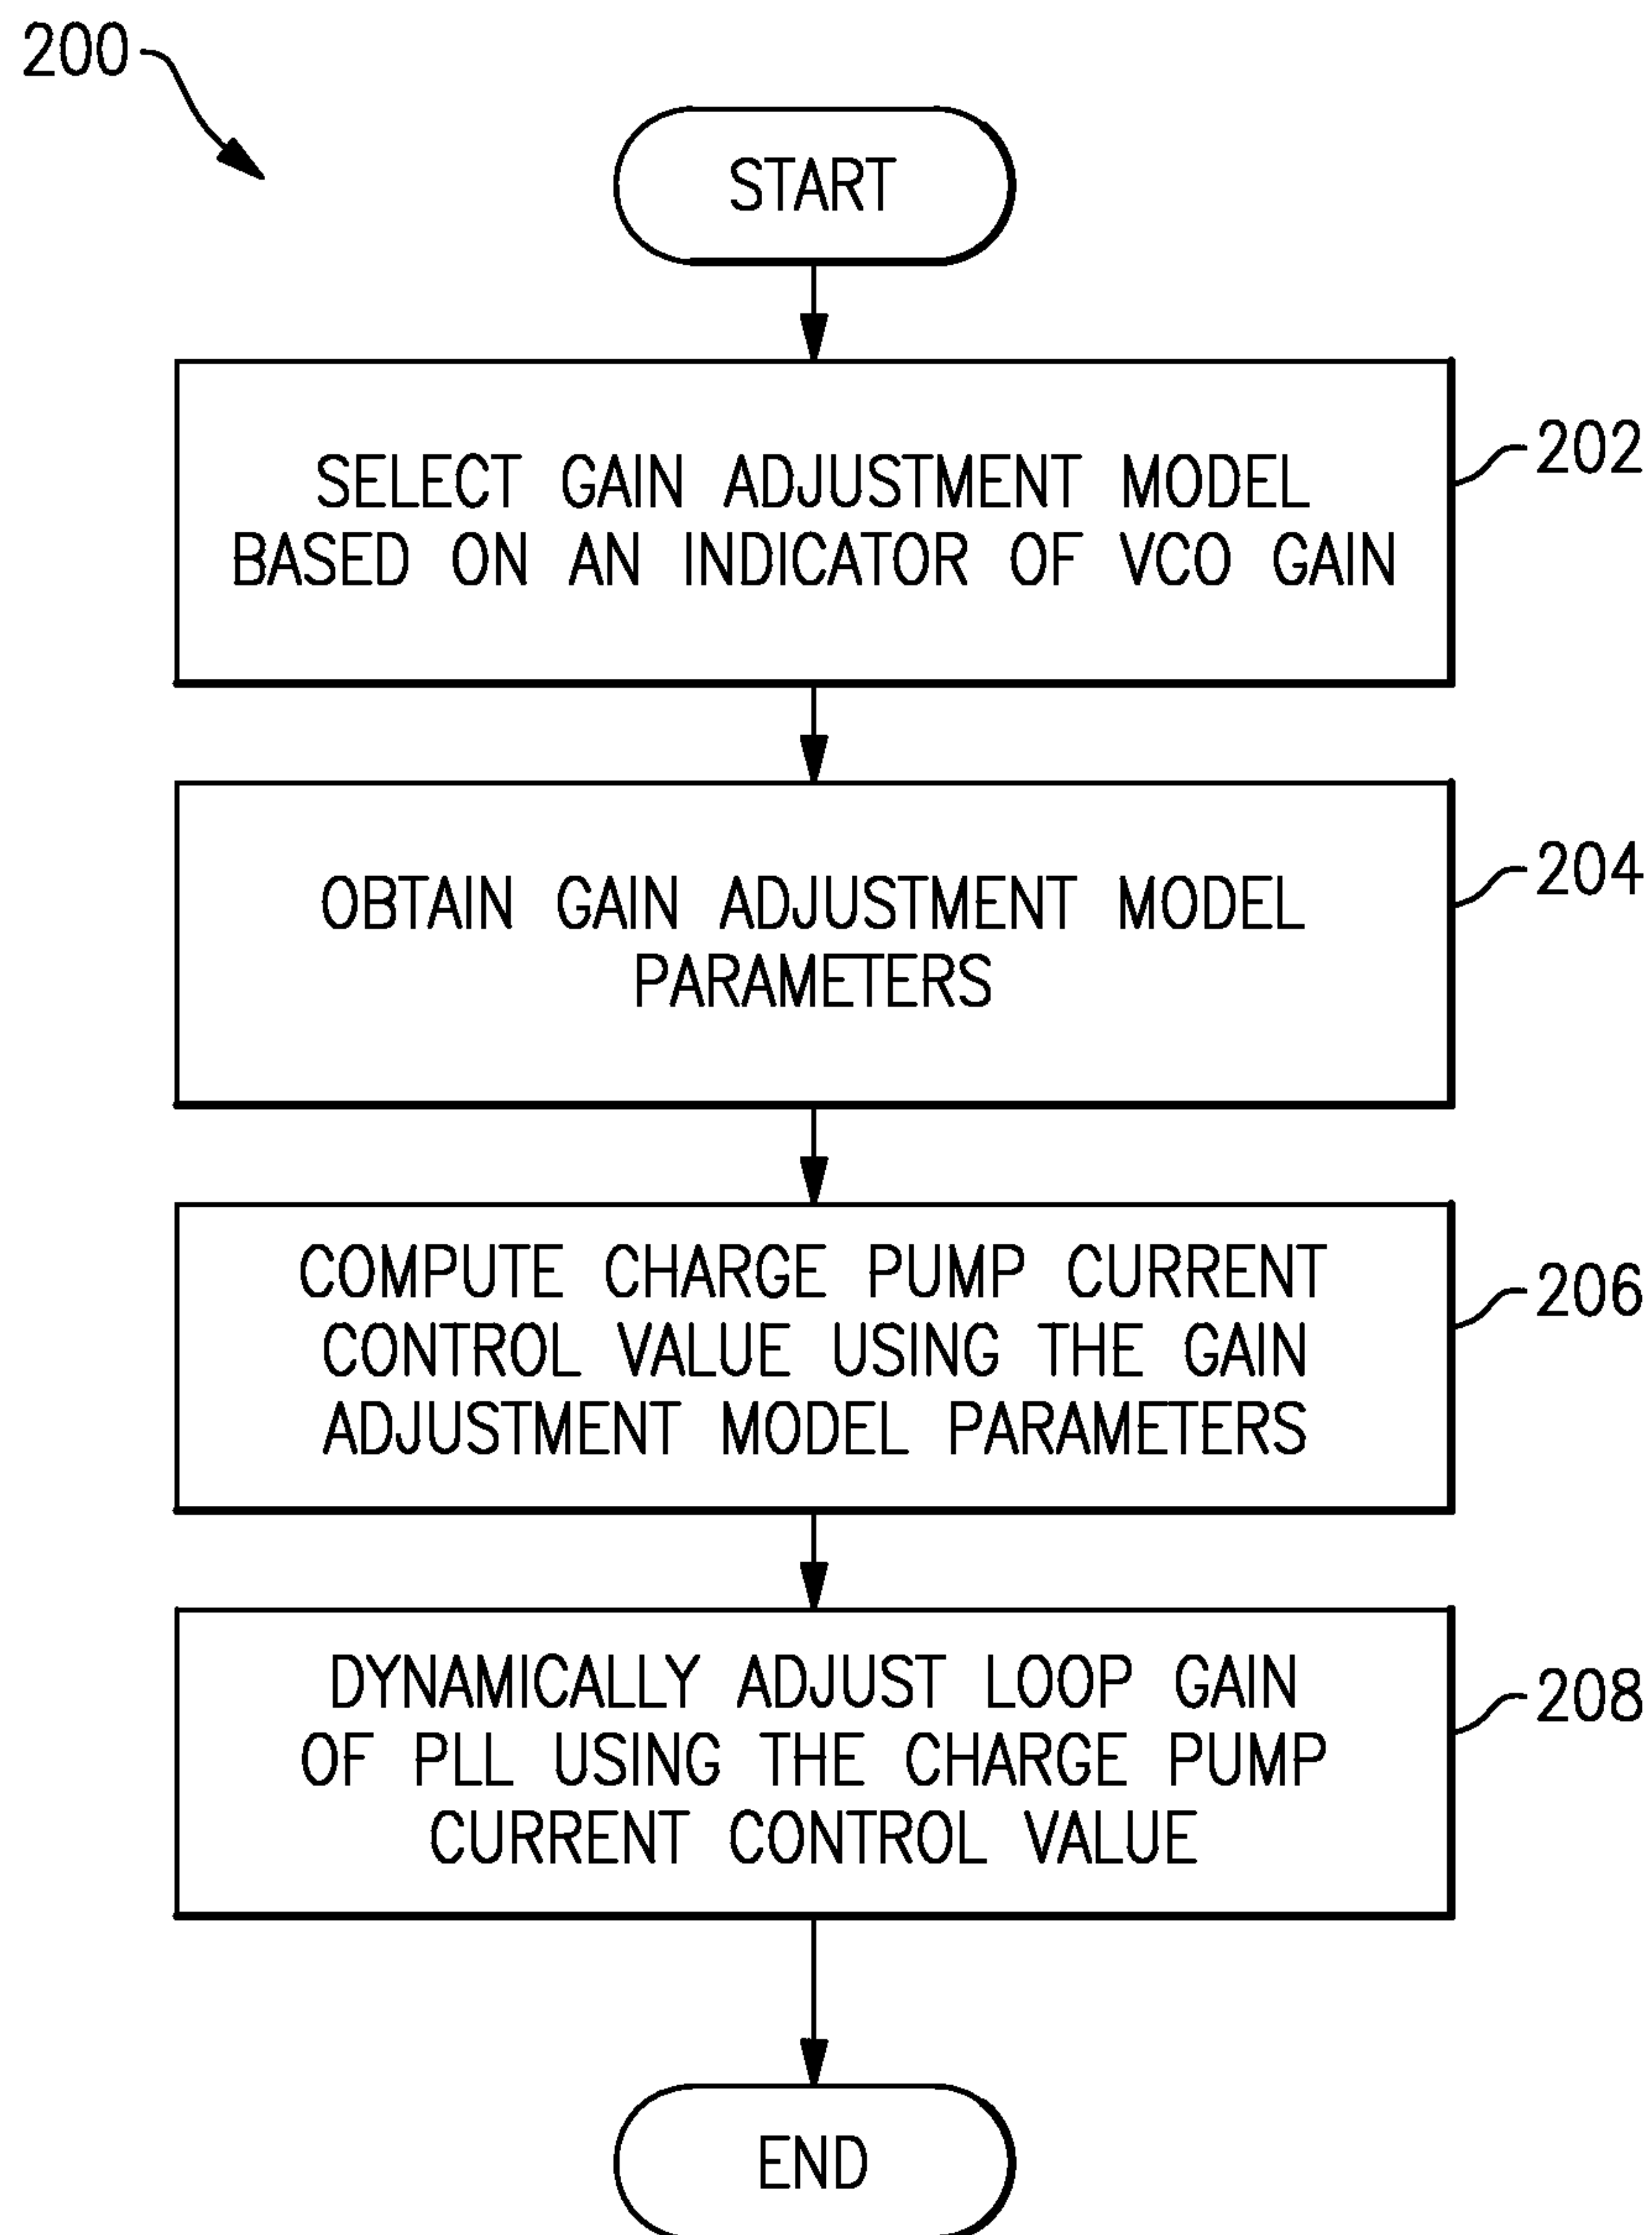 200
START
SELECT GAIN ADJUSTMENT MODEL
BASED ON AN INDICATOR OF VCO GAIN
202
OBTAIN GAIN ADJUSTMENT MODEL
PARAMETERS
204
COMPUTE CHARGE PUMP CURRENT
CONTROL VALUE USING THE GAIN
ADJUSTMENT MODEL PARAMETERS
206
DYNAMICALLY ADJUST LOOP GAIN
OF PLL USING THE CHARGE PUMP
CURRENT CONTROL VALUE
208
END